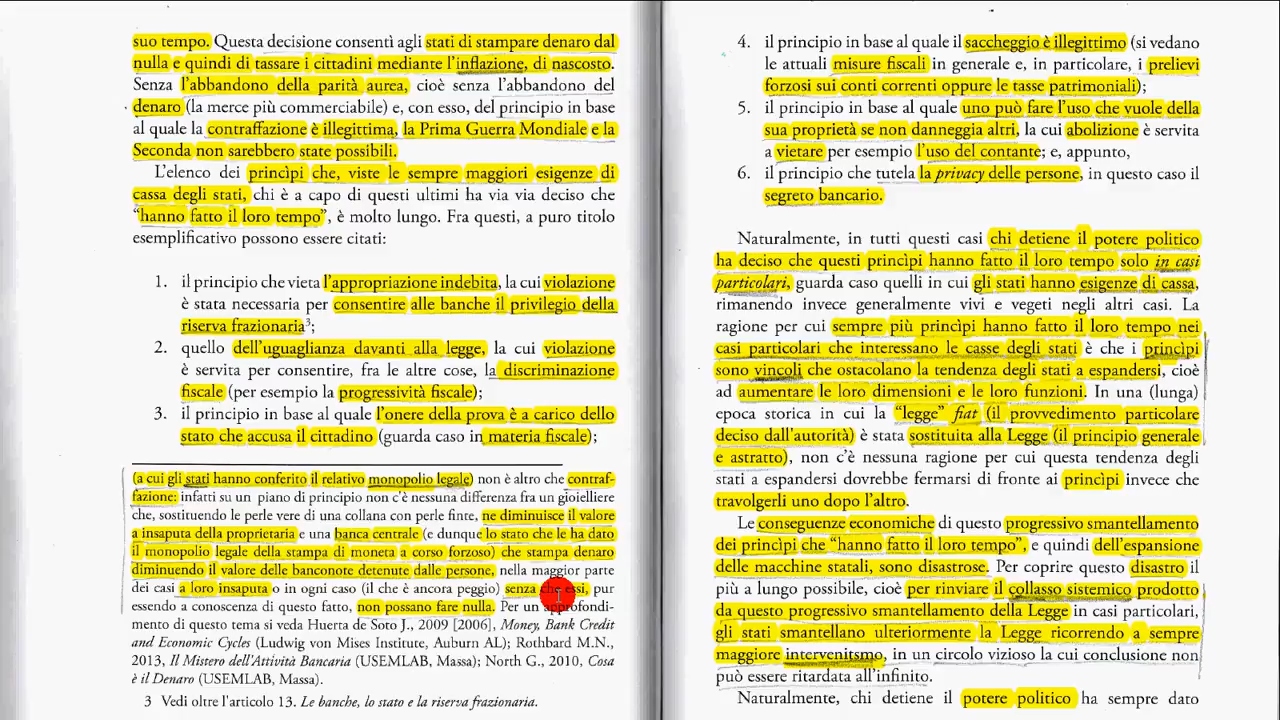 suo tempo. Questa decisione consentì agli stati di stampare denaro dal
nulla e quindi di tassare i cittadini mediante l'inflazione, di nascosto.
Senza l'abbandono della parità aurea, cioè senza l'abbandono del
denaro (la merce più commerciabile) e, con esso, del principio in base
al quale la contraffazione è illegittima, la Prima Guerra Mondiale e la
Seconda non sarebbero state possibili.
L'elenco dei princìpi che, viste le sempre maggiori esigenze di
cassa degli stati, chi è a capo di questi ultimi ha via via deciso che
“hanno fatto il loro tempo”, è molto lungo. Fra questi, a puro titolo
esemplificativo possono essere citati:
1. il principio che vieta l'appropriazione indebita, la cui violazione
è stata necessaria per consentire alle banche il privilegio della
riserva frazionaria³;
2. quello dell'uguaglianza davanti alla legge, la cui violazione
è servita per consentire, fra le altre cose, la discriminazione
fiscale (per esempio la progressività fiscale);
3. il principio in base al quale l'onere della prova è a carico dello
stato che accusa il cittadino (guarda caso in materia fiscale);
(a cui gli stati hanno conferito il relativo monopolio legale) non è altro che contraf-
fazione: infatti su un piano di principio non c'è nessuna differenza fra un gioielliere
che, sostituendo le perle vere di una collana con perle finte, ne diminuisce il valore
a insaputa della proprietaria e una banca centrale (e dunque lo stato che le ha dato
il monopolio legale della stampa di moneta a corso forzoso) che stampa denaro
diminuendo il valore delle banconote detenute dalle persone, nella maggior parte
dei casi a loro insaputa o in ogni caso (il che è ancora peggio) senza che essi, pur
essendo a conoscenza di questo fatto, non possano fare nulla. Per un approfondi-
mento di questo tema si veda Huerta de Soto J., 2009 [2006], Money, Bank Credit
and Economic Cycles (Ludwig von Mises Institute, Auburn AL); Rothbard M.N.,
2013, Il Mistero dell'Attività Bancaria (USEMLAB, Massa); North G., 2010, Cosa
è il Denaro (USEMLAB, Massa).
3 Vedi oltre l'articolo 13. Le banche, lo stato e la riserva frazionaria.
4. il principio in base al quale il saccheggio è illegittimo (si vedano
le attuali misure fiscali in generale e, in particolare, i prelievi
forzosi sui conti correnti oppure le tasse patrimoniali);
5. il principio in base al quale uno può fare l'uso che vuole della
sua proprietà se non danneggia altri, la cui abolizione è servita
a vietare per esempio l'uso del contante; e, appunto,
6. il principio che tutela la privacy delle persone, in questo caso il
segreto bancario.
Naturalmente, in tutti questi casi chi detiene il potere politico
ha deciso che questi princìpi hanno fatto il loro tempo solo in casi
particolari, guarda caso quelli in cui gli stati hanno esigenze di cassa,
rimanendo invece generalmente vivi e vegeti negli altri casi. La
ragione per cui sempre più princìpi hanno fatto il loro tempo nei
casi particolari che interessano le casse degli stati è che i princìpi
sono vincoli che ostacolano la tendenza degli stati a espandersi, cioè
ad aumentare le loro dimensioni e le loro funzioni. In una (lunga)
epoca storica in cui la “legge” fiat (il provvedimento particolare
deciso dall'autorità) è stata sostituita alla Legge (il principio generale
e astratto), non c'è nessuna ragione per cui questa tendenza degli
stati a espandersi dovrebbe fermarsi di fronte ai princìpi invece che
travolgerli uno dopo l'altro.
Le conseguenze economiche di questo progressivo smantellamento
dei princìpi che “hanno fatto il loro tempo”, e quindi dell'espansione
delle macchine statali, sono disastrose. Per coprire questo disastro il
più a lungo possibile, cioè per rinviare il collasso sistemico prodotto
da questo progressivo smantellamento della Legge in casi particolari,
gli stati smantellano ulteriormente la Legge ricorrendo a sempre
maggiore intervenitsmo, in un circolo vizioso la cui conclusione non
può essere ritardata all'infinito.
Naturalmente, chi detiene il potere politico ha sempre dato